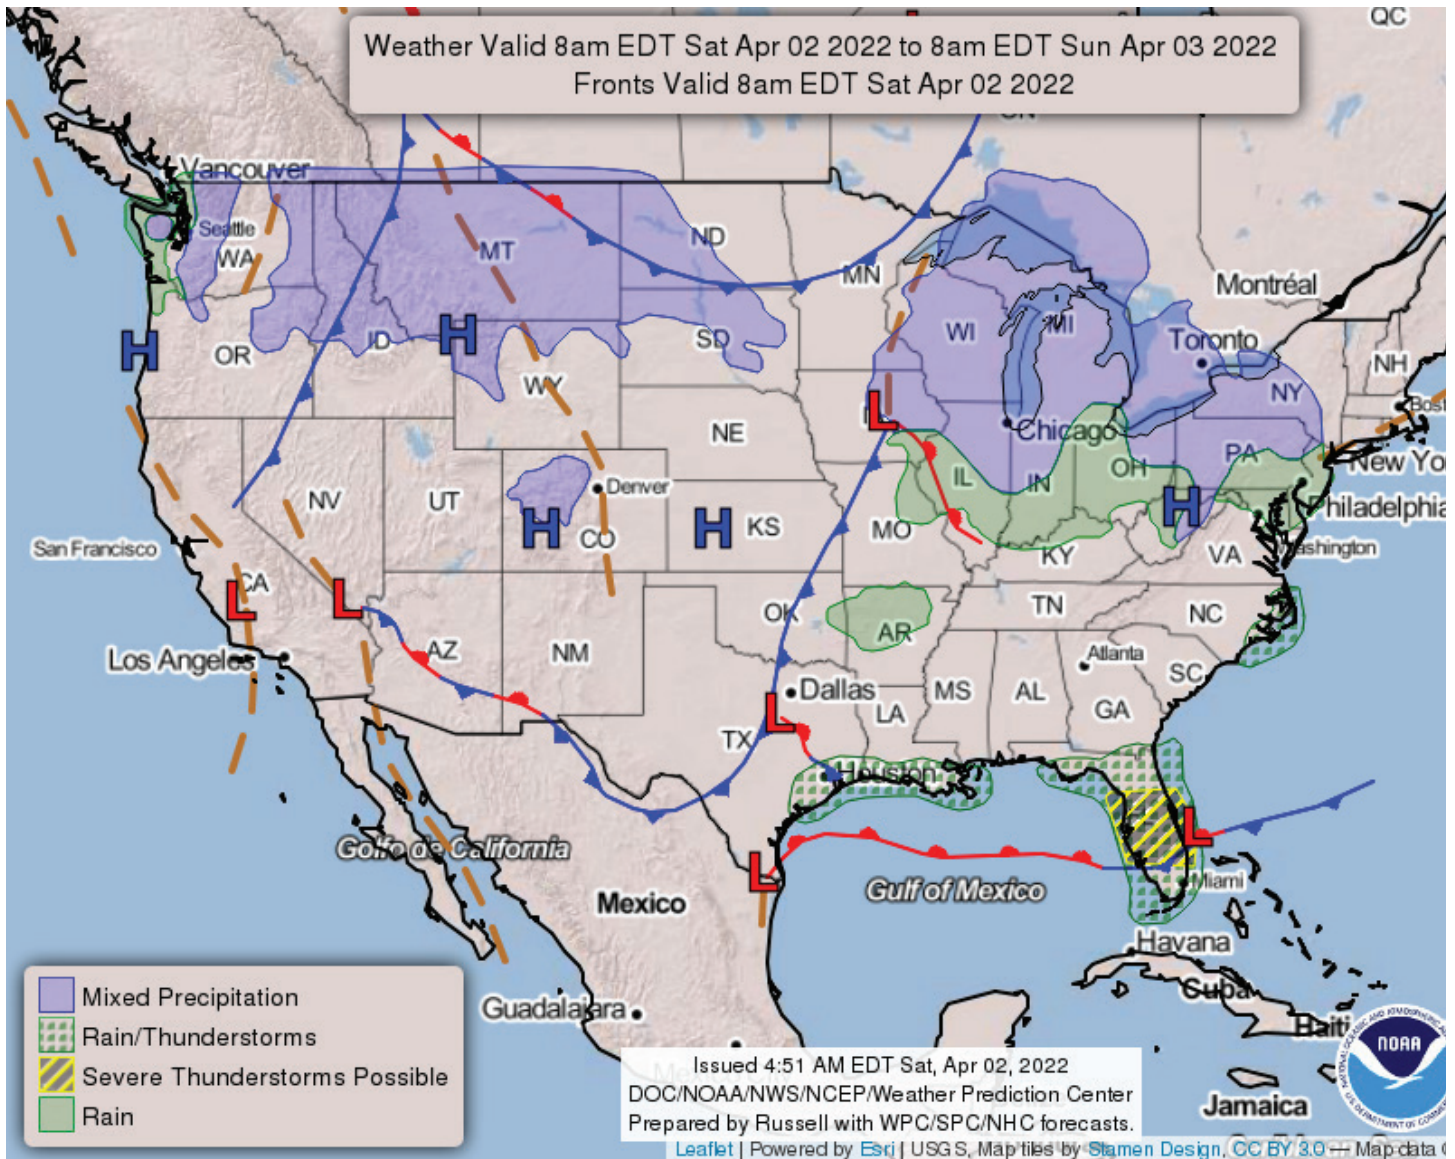 QC
Weather Valid 8am EDT Sat Apr 02 2022 to 8am EDT Sun Apr 03 2022
Fronts Valid 8am EDT Sat Apr 02 2022
ON
Vancouver
Seattle
WA
MT
ND
MN
Montréal
H
OR
ID
H
WY
SD
WI
MI
Toronto
NH
NY
L
Chicago
NE
Bost
PA
New Yor
NV
UT
Denver
IL
IN
OH
H
Philadelphia
H
CO
H
KS
MO
KY
VA
Washington
San Francisco
CA
L
L
OK
AR
TN
NC
Los Angeles
AZ
NM
Dallas
MS
AL
Atlanta
SC
GA
L
TX
LA
Houston
Golfo de California
L
L
Gulf of Mexico
Miami
Mexico
Havana
Cuba
Guadalajara
Haiti
Mexico City
Jamaica
Mixed Precipitation
Rain/Thunderstorms
Severe Thunderstorms Possible
Rain
NOAA
Issued 4:51 AM EDT Sat, Apr 02, 2022
DOC/NOAA/NWS/NCEP/Weather Prediction Center
Prepared by Russell with WPC/SPC/NHC forecasts.
Leaflet | Powered by Esri | USGS, Map tiles by Stamen Design, CC BY 3.0 — Map data ©